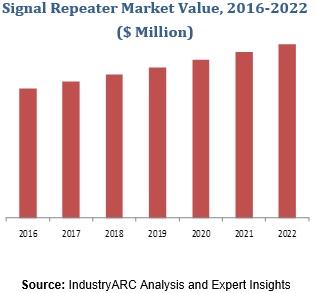 Signal Repeater Market Value, 2016-2022
($ Million)
2016 2017 2018 2019 2020 2021 2022
Source: IndustryARC Analysis and Expert Insights